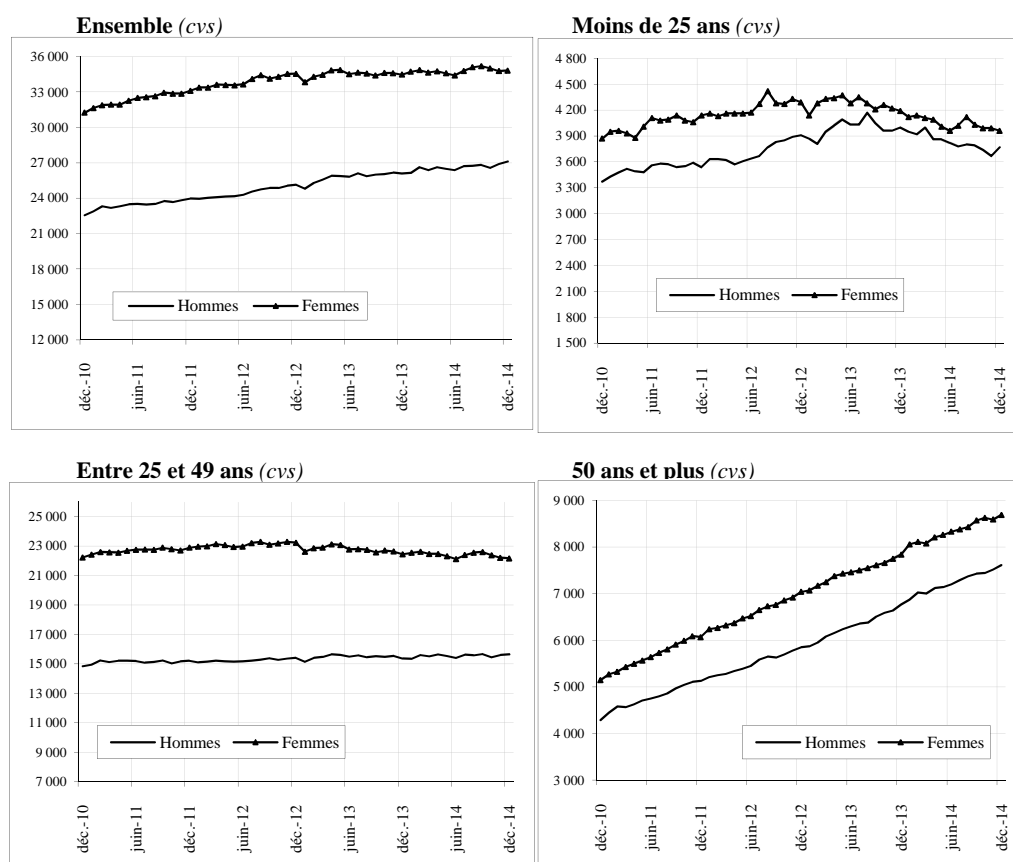 Ensemble (cvs)
36 000
33 000
30 000
27 000
24 000
21 000
18 000
15 000
12 000
Hommes Femmes
déc.-10
juin-11
déc.-11
juin-12
déc.-12
juin-13
déc.-13
juin-14
déc.-14
Moins de 25 ans (cvs)
4 800
4 500
4 200
3 900
3 600
3 300
3 000
2 700
2 400
2 100
1 800
1 500
Hommes Femmes
déc.-10
juin-11
déc.-11
juin-12
déc.-12
juin-13
déc.-13
juin-14
déc.-14
Entre 25 et 49 ans (cvs)
25 000
23 000
21 000
19 000
17 000
15 000
13 000
11 000
9 000
7 000
Hommes Femmes
déc.-10
juin-11
déc.-11
juin-12
déc.-12
juin-13
déc.-13
juin-14
déc.-14
50 ans et plus (cvs)
9 000
8 000
7 000
6 000
5 000
4 000
3 000
Hommes Femmes
déc.-10
juin-11
déc.-11
juin-12
déc.-12
juin-13
déc.-13
juin-14
déc.-14